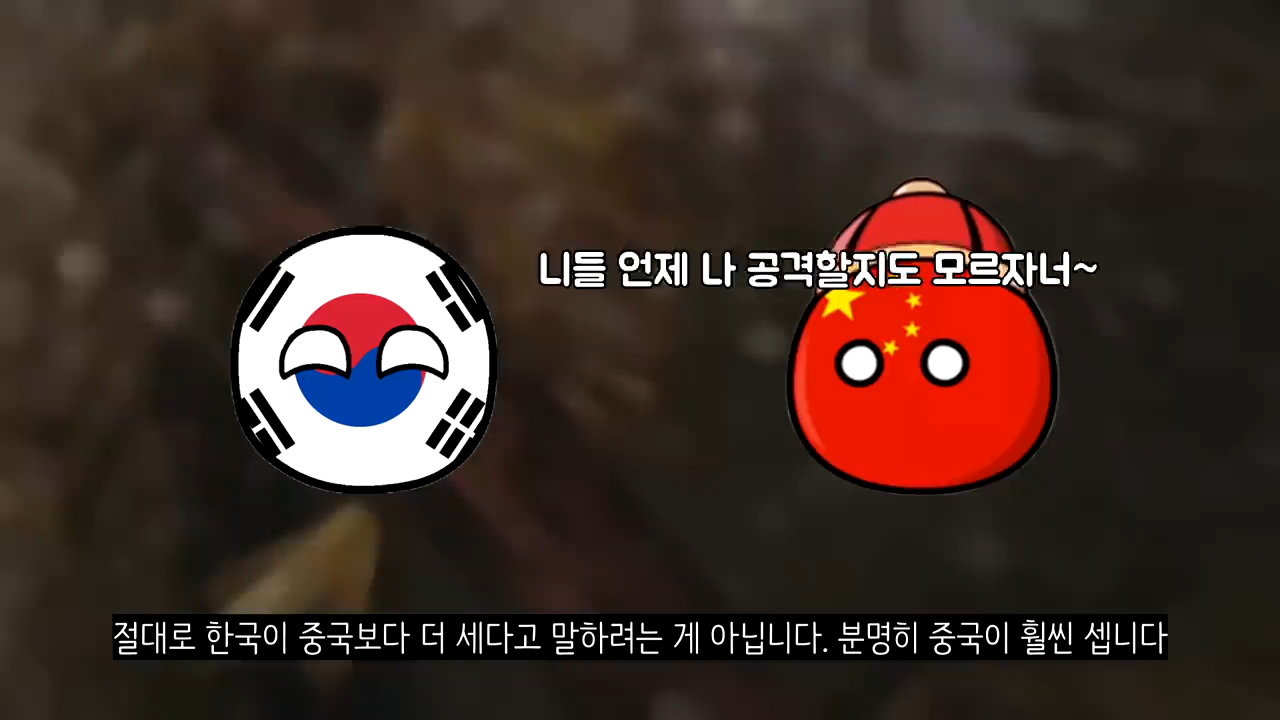 니들 언제 나 공격할지도 모르자너~
절대로 한국이 중국보다 더 세다고 말하려는 게 아닙니다. 분명히 중국이 훨씬 셉니다